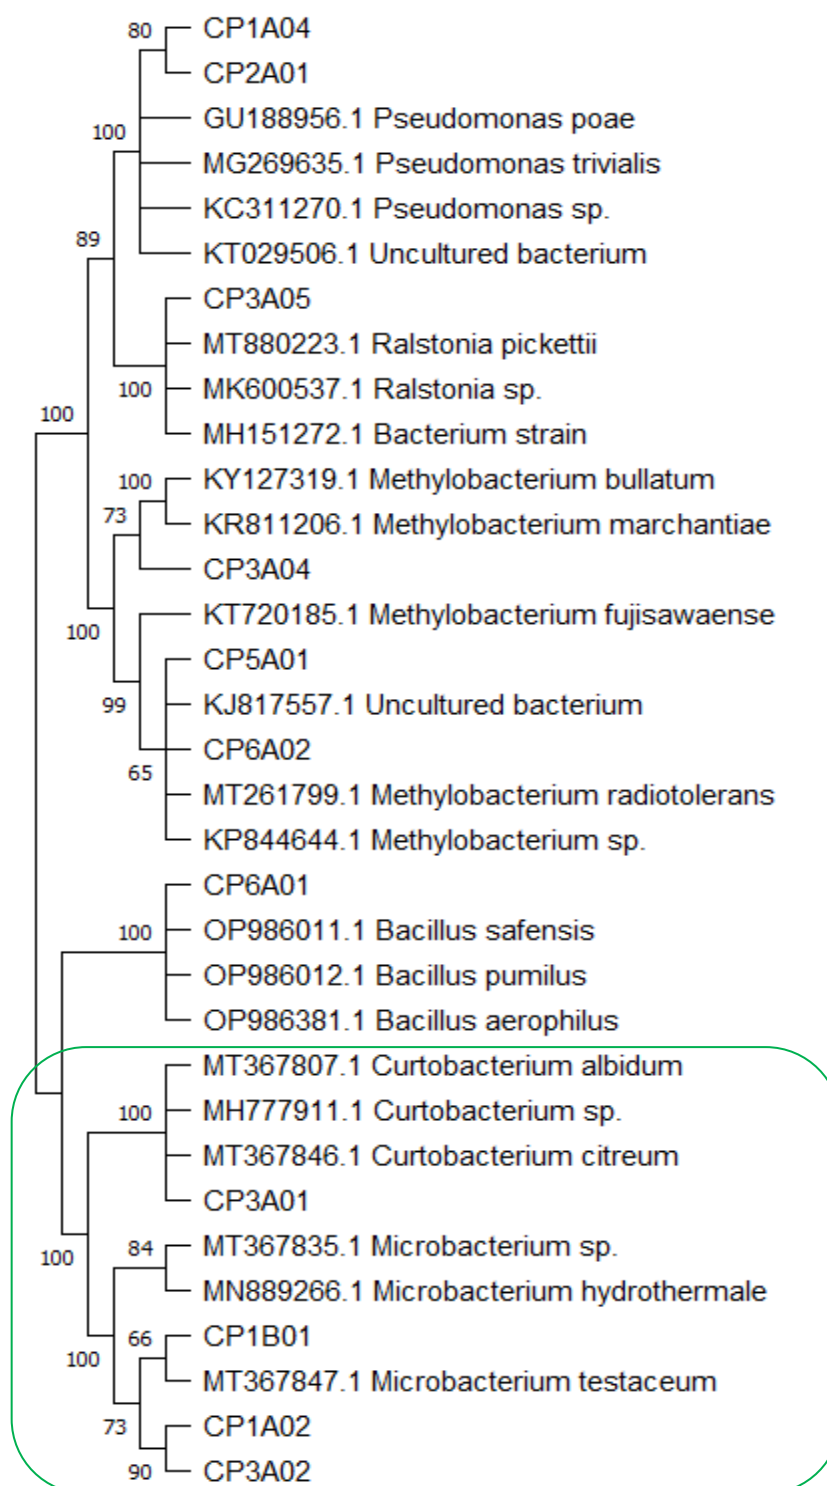 80
CP1A04
CP2A01
GU188956.1 Pseudomonas poae
100
MG269635.1 Pseudomonas trivialis
KC311270.1 Pseudomonas sp.
89
KT029506.1 Uncultured bacterium
CP3A05
MT880223.1 Ralstonia pickettii
100
MK600537.1 Ralstonia sp.
100
MH151272.1 Bacterium strain
100
KY127319.1 Methylobacterium bullatum
73
KR811206.1 Methylobacterium marchantiae
CP3A04
KT720185.1 Methylobacterium fujisawaense
100
CP5A01
99
KJ817557.1 Uncultured bacterium
CP6A02
65
MT261799.1 Methylobacterium radiotolerans
KP844644.1 Methylobacterium sp.
CP6A01
100
OP986011.1 Bacillus safensis
OP986012.1 Bacillus pumilus
OP986381.1 Bacillus aerophilus
MT367807.1 Curtobacterium albidum
100
MH777911.1 Curtobacterium sp.
MT367846.1 Curtobacterium citreum
CP3A01
100
84
MT367835.1 Microbacterium sp.
MN889266.1 Microbacterium hydrothermale
66
CP1B01
100
MT367847.1 Microbacterium testaceum
73
CP1A02
90
CP3A02